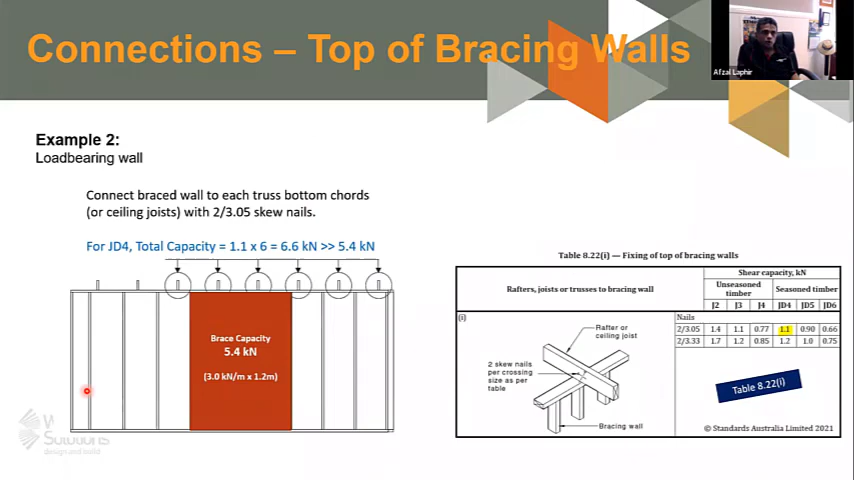 Connections – Top of Bracing Walls
Afzal Laphir
Example 2:
Loadbearing wall
Connect braced wall to each truss bottom chords
(or ceiling joists) with 2/3.05 skew nails.
For JD4, Total Capacity = 1.1 x 6 = 6.6 kN >> 5.4 kN
Brace Capacity
5.4 kN
(3.0 kN/m x 1.2m)
Solutions
design and build
Table 8.22(i) — Fixing of top of bracing walls
Rafters, joists or trusses to bracing wall
Shear capacity, kN
Unseasoned timber
Seasoned timber
J2 J3 J4 JD4 JD5 JD6
(i)
Nails
2/3.05 1.4 1.1 0.77 1.1 0.90 0.66
2/3.33 1.7 1.2 0.85 1.2 1.0 0.75
Rafter or
ceiling joist
2 skew nails
per crossing
size as per
table
Bracing wall
Table 8.22(i)
© Standards Australia Limited 2021